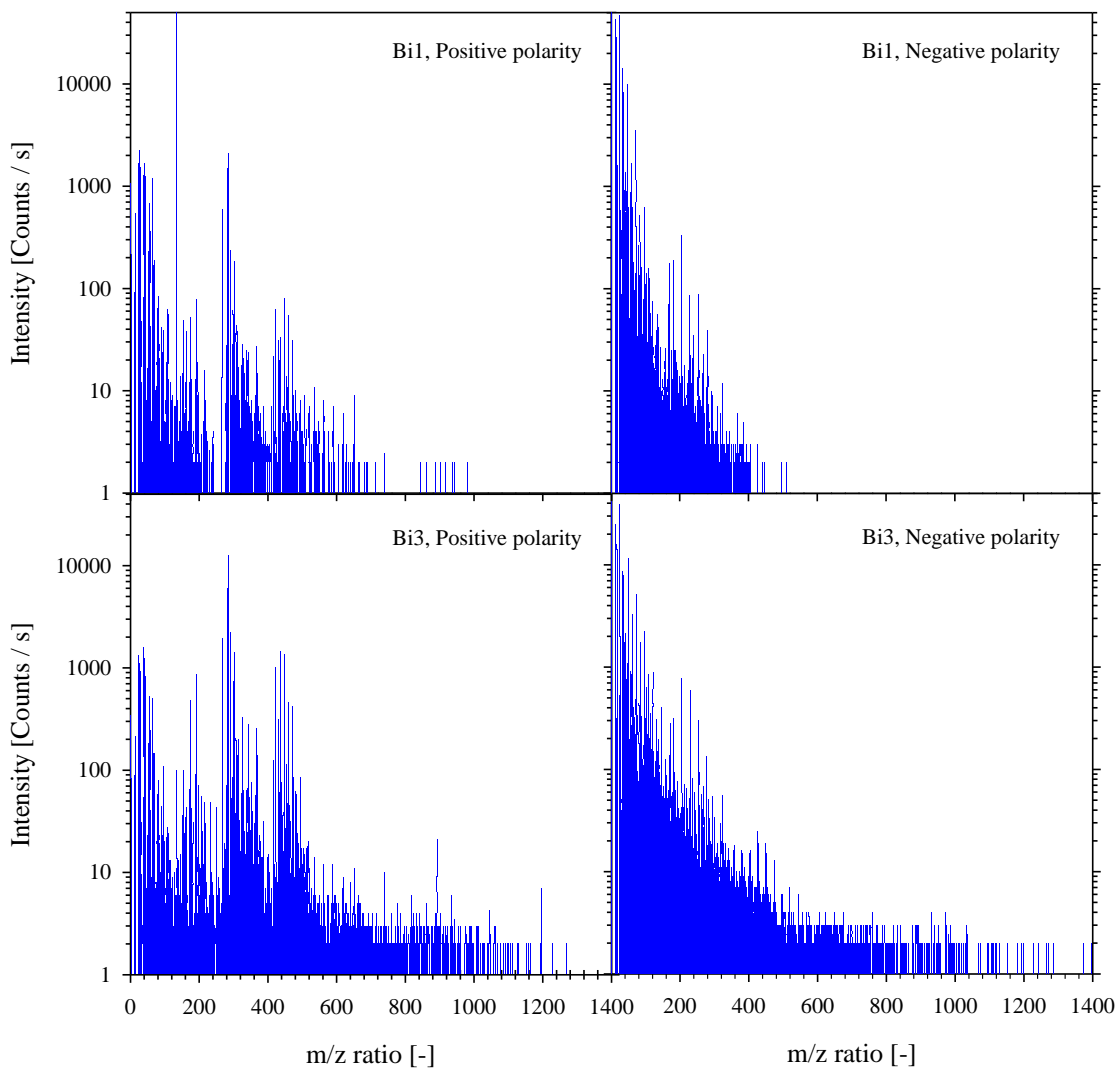 Bi1, Positive polarity
Bi1, Negative polarity
10000
1000
100
10
1
Intensity [Counts / s]
Bi3, Positive polarity
Bi3, Negative polarity
10000
1000
100
10
1
Intensity [Counts / s]
0 200 400 600 800 1000 1200 1400 200 400 600 800 1000 1200 1400
m/z ratio [-] m/z ratio [-]